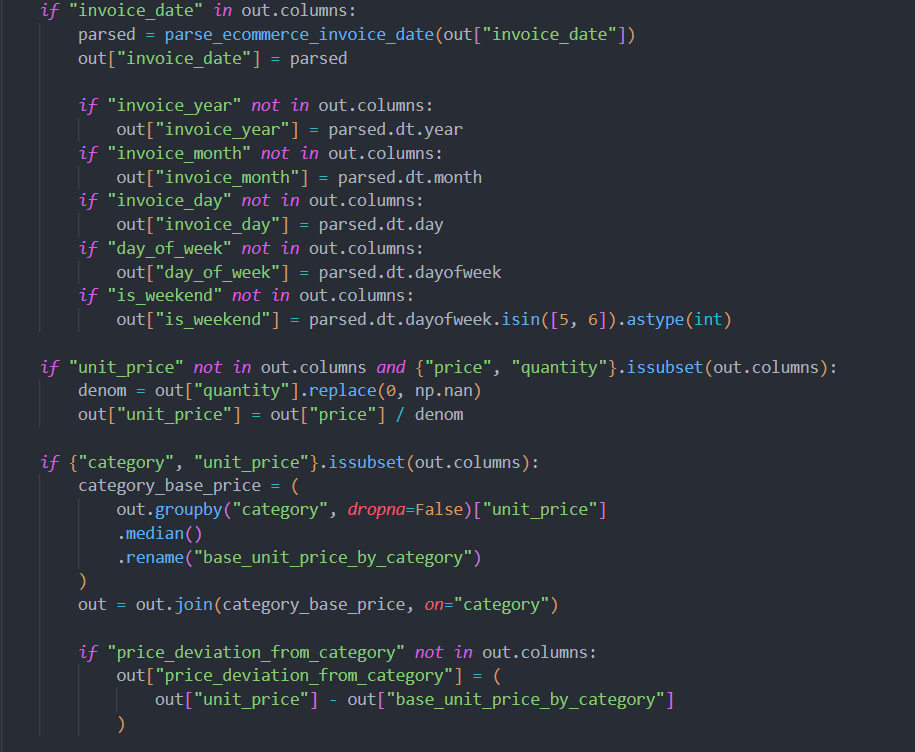 if "invoice_date" in out.columns:
    parsed = parse_ecommerce_invoice_date(out["invoice_date"])
    out["invoice_date"] = parsed

    if "invoice_year" not in out.columns:
        out["invoice_year"] = parsed.dt.year
    if "invoice_month" not in out.columns:
        out["invoice_month"] = parsed.dt.month
    if "invoice_day" not in out.columns:
        out["invoice_day"] = parsed.dt.day
    if "day_of_week" not in out.columns:
        out["day_of_week"] = parsed.dt.dayofweek
    if "is_weekend" not in out.columns:
        out["is_weekend"] = parsed.dt.dayofweek.isin([5, 6]).astype(int)

if "unit_price" not in out.columns and {"price", "quantity"}.issubset(out.columns):
    denom = out["quantity"].replace(0, np.nan)
    out["unit_price"] = out["price"] / denom

if {"category", "unit_price"}.issubset(out.columns):
    category_base_price = (
        out.groupby("category", dropna=False)["unit_price"]
        .median()
        .rename("base_unit_price_by_category")
    )
    out = out.join(category_base_price, on="category")

    if "price_deviation_from_category" not in out.columns:
        out["price_deviation_from_category"] = (
            out["unit_price"] - out["base_unit_price_by_category"]
        )